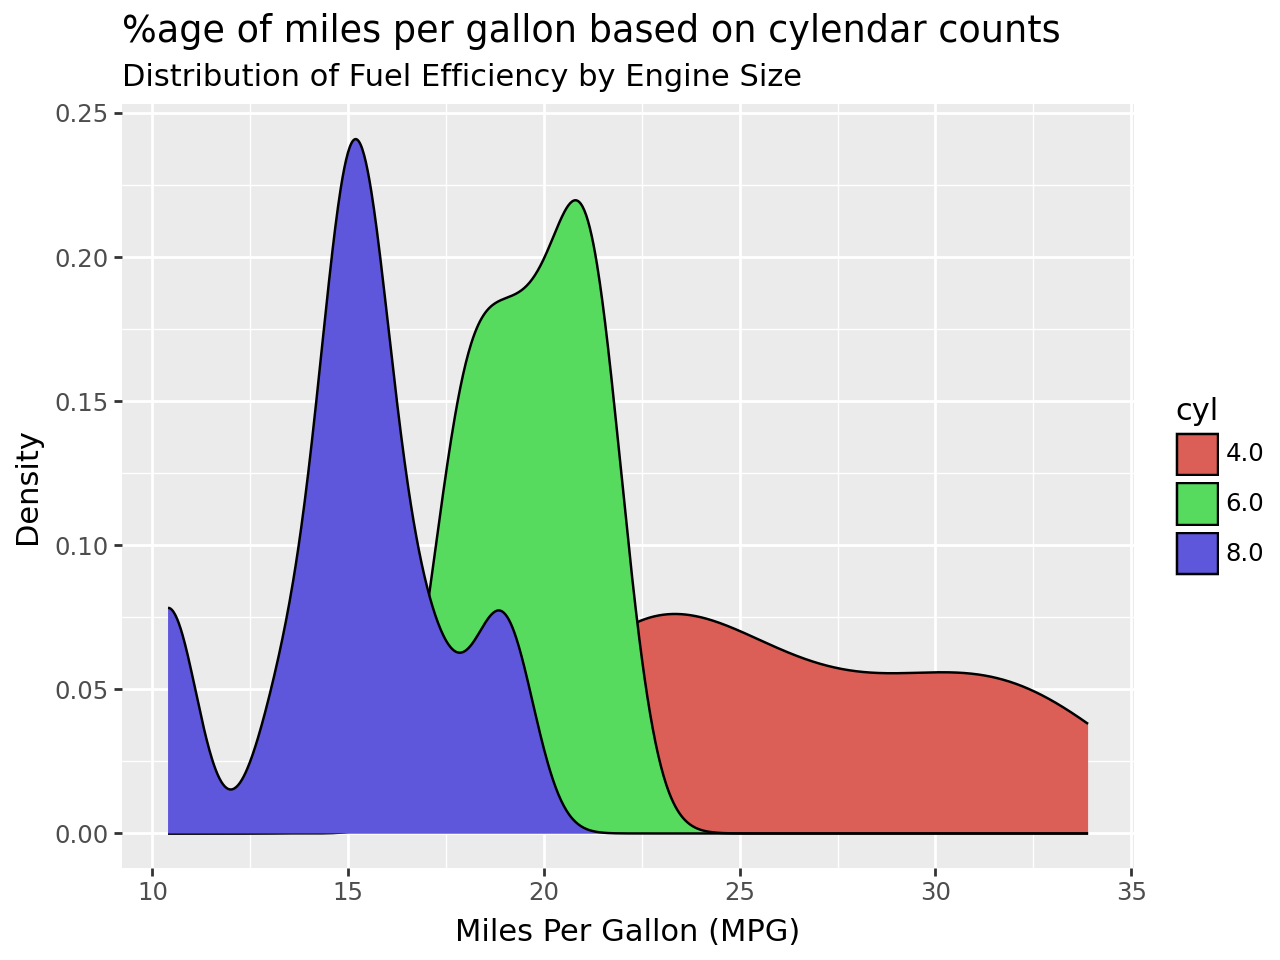 %age of miles per gallon based on cylendar counts
Distribution of Fuel Efficiency by Engine Size
0.25
0.20
0.15
0.10
0.05
0.00
Density
10 15 20 25 30 35
Miles Per Gallon (MPG)
cyl
4.0
6.0
8.0